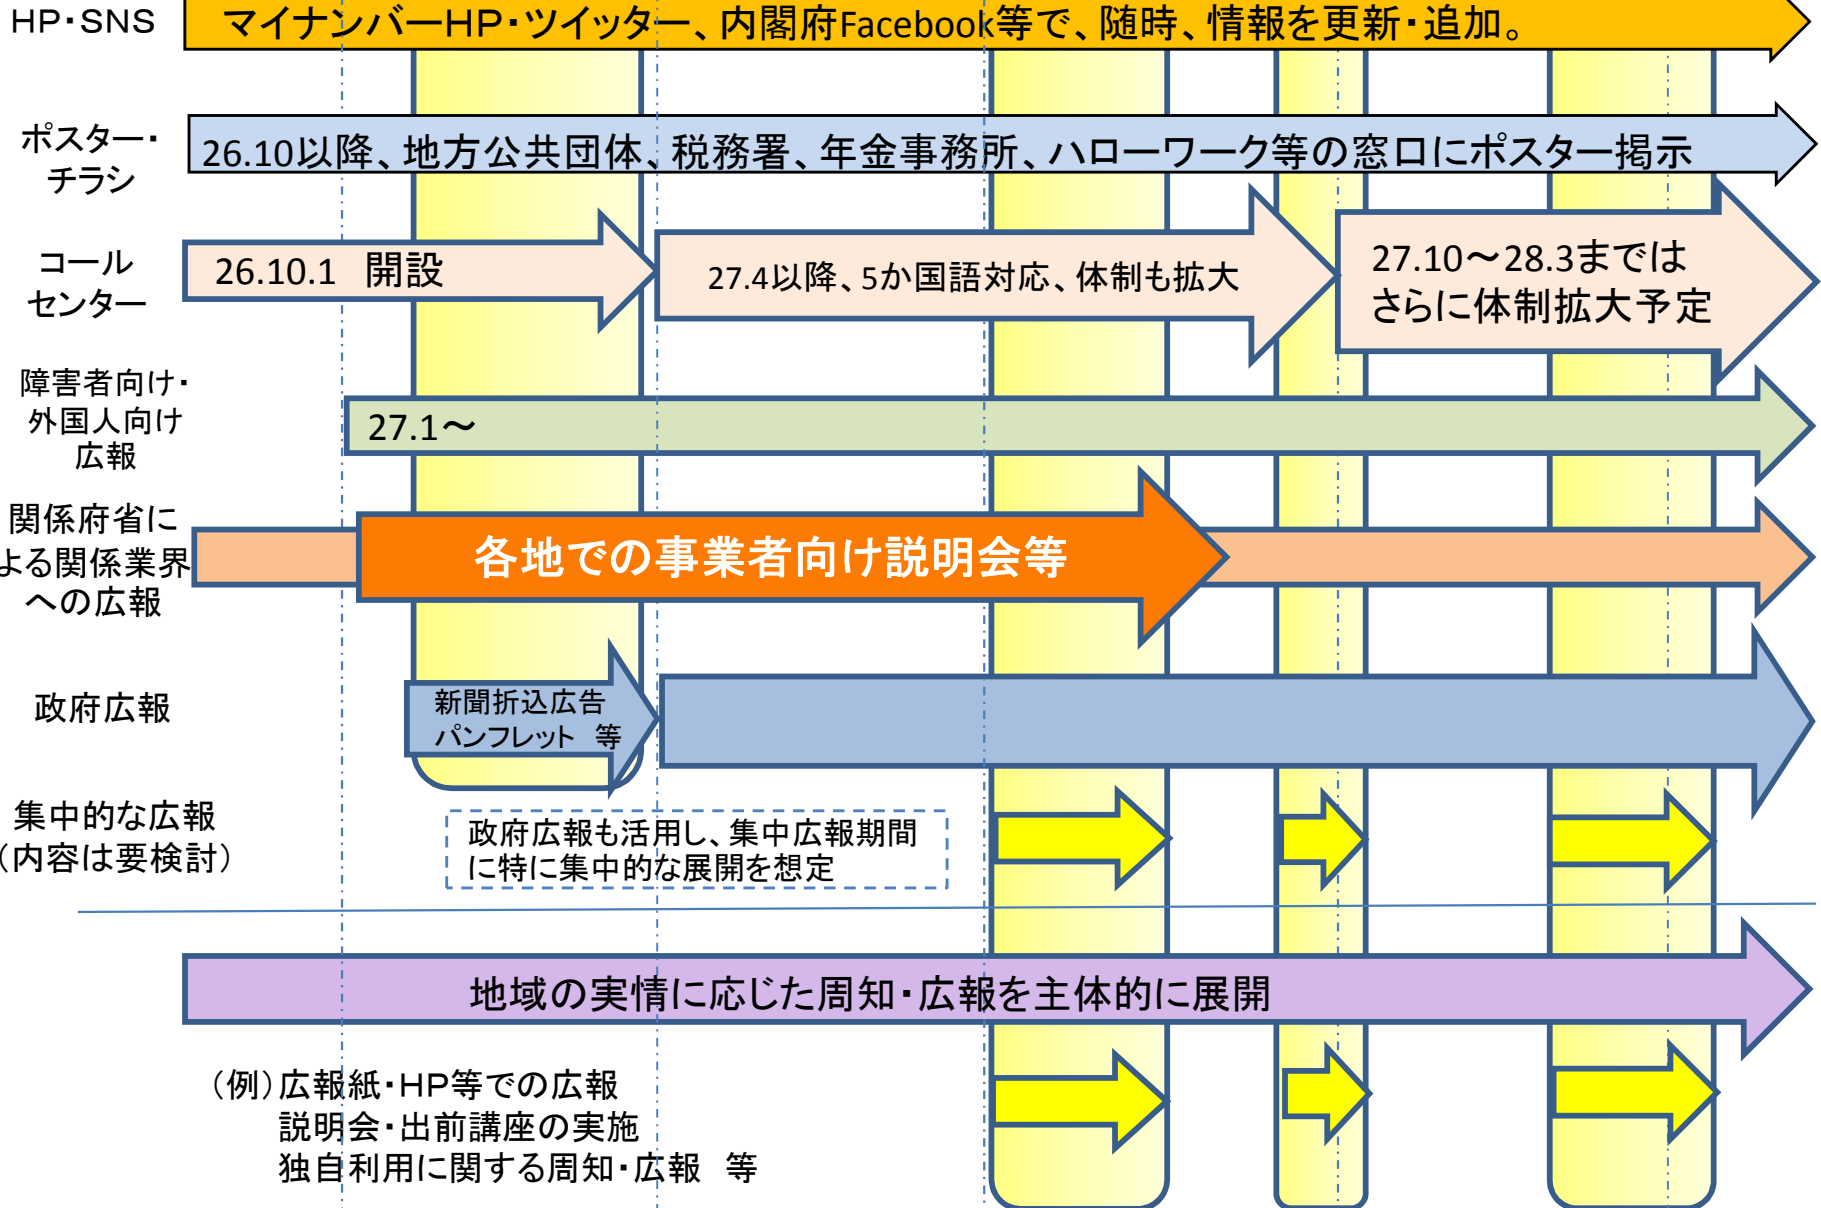 HP・SNS
マイナンバーHP・ツイッター、内閣府Facebook等で、随時、情報を更新・追加。
ポスター・
チラシ
26.10以降、地方公共団体、税務署、年金事務所、ハローワーク等の窓口にポスター掲示
コール
センター
26.10.1　開設
27.4以降、5か国語対応、体制も拡大
27.10～28.3までは
さらに体制拡大予定
障害者向け・
外国人向け
広報
27.1～
関係府省に
よる関係業界
への広報
各地での事業者向け説明会等
政府広報
新聞折込広告
パンフレット　等
集中的な広報
（内容は要検討）
政府広報も活用し、集中広報期間
に特に集中的な展開を想定
地域の実情に応じた周知・広報を主体的に展開
（例）広報紙・HP等での広報
説明会・出前講座の実施
独自利用に関する周知・広報　等